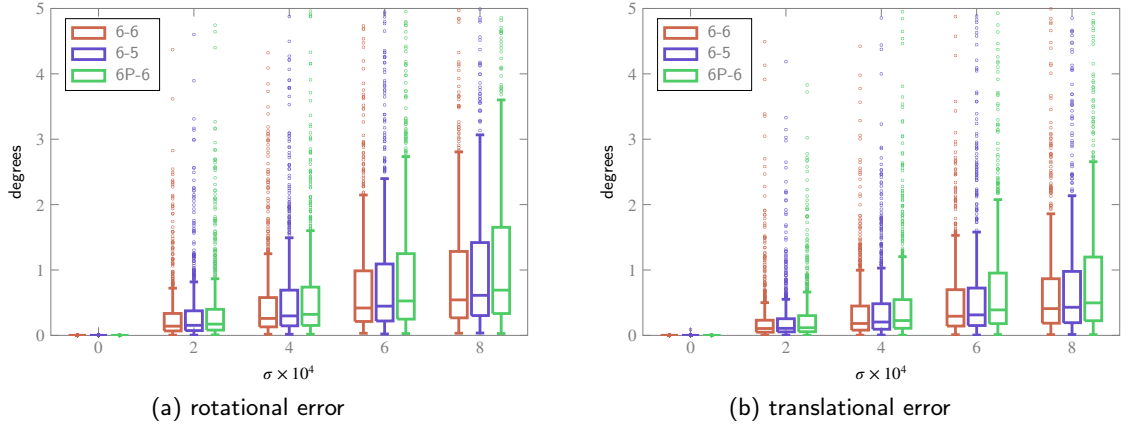 5
4
3
2
1
0
degrees
6-6
6-5
6P-6
0 2 4 6 8
σ × 10⁴
(a) rotational error
5
4
3
2
1
0
degrees
6-6
6-5
6P-6
0 2 4 6 8
σ × 10⁴
(b) translational error